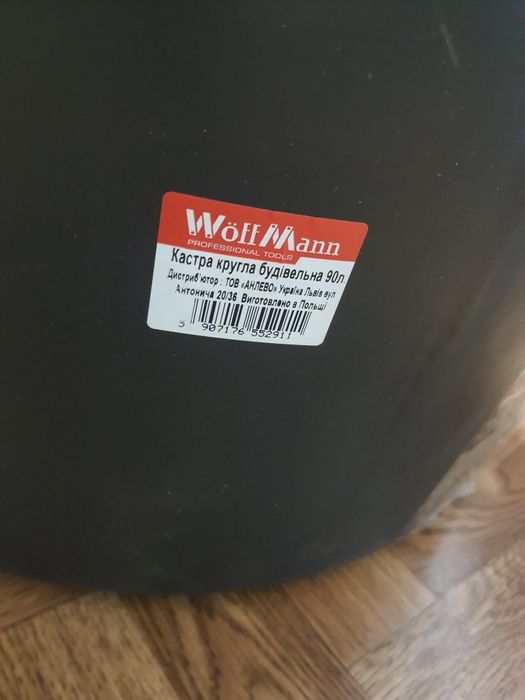 WöffMann
PROFESSIONAL TOOLS
Кастра кругла будівельна 90л.
Дистриб'ютор : ТОВ «АНЛЕВО» Україна Львів вул
Антонича 20/36 Виготовлено в Польщі
3 907176 552911